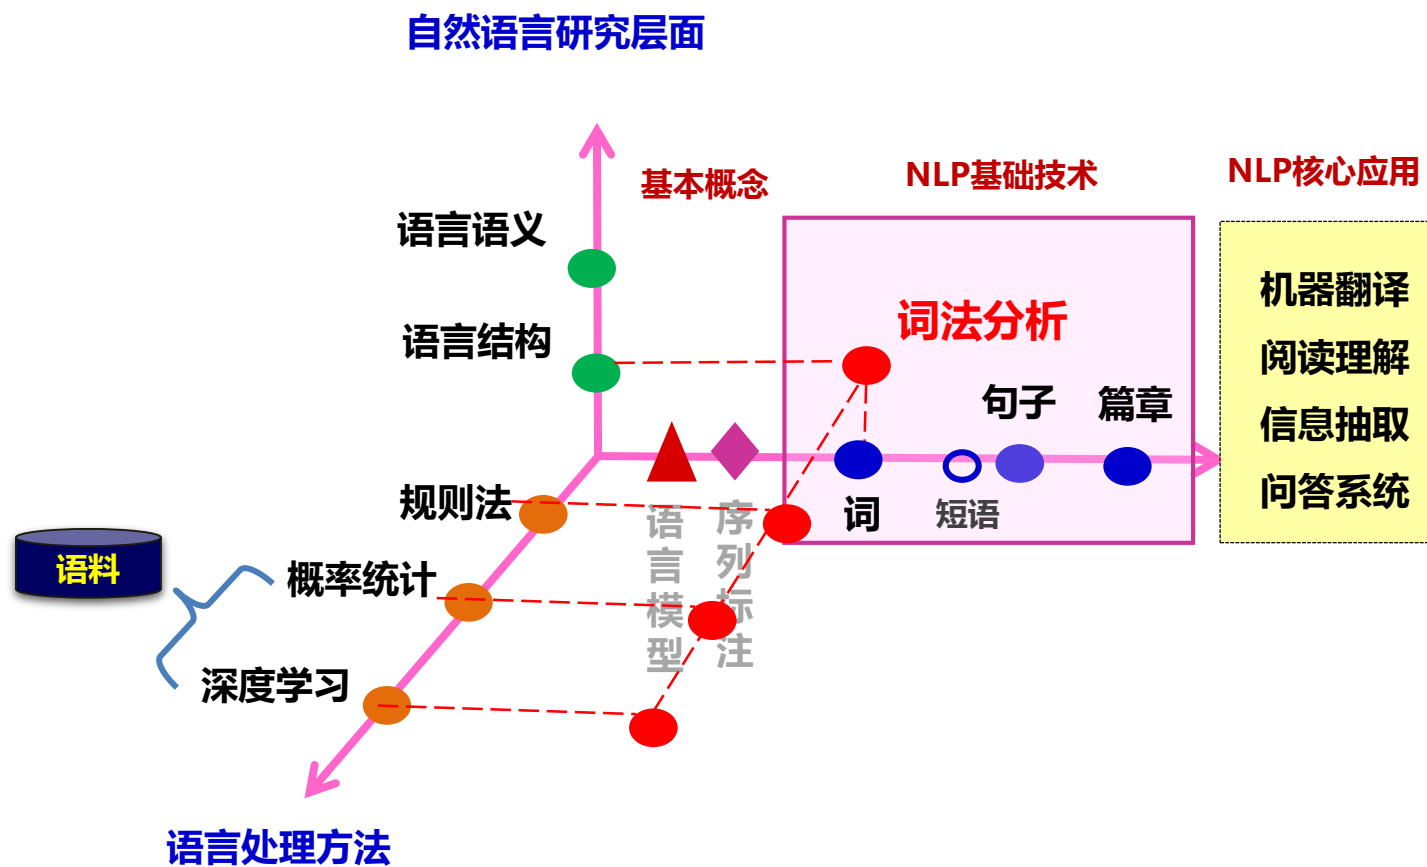 自然语言研究层面
基本概念
NLP基础技术
NLP核心应用
语言语义
语言结构
词法分析
句子
篇章
词
短语
机器翻译
阅读理解
信息抽取
问答系统
规则法
语言模型
序列标注
语料
概率统计
深度学习
语言处理方法